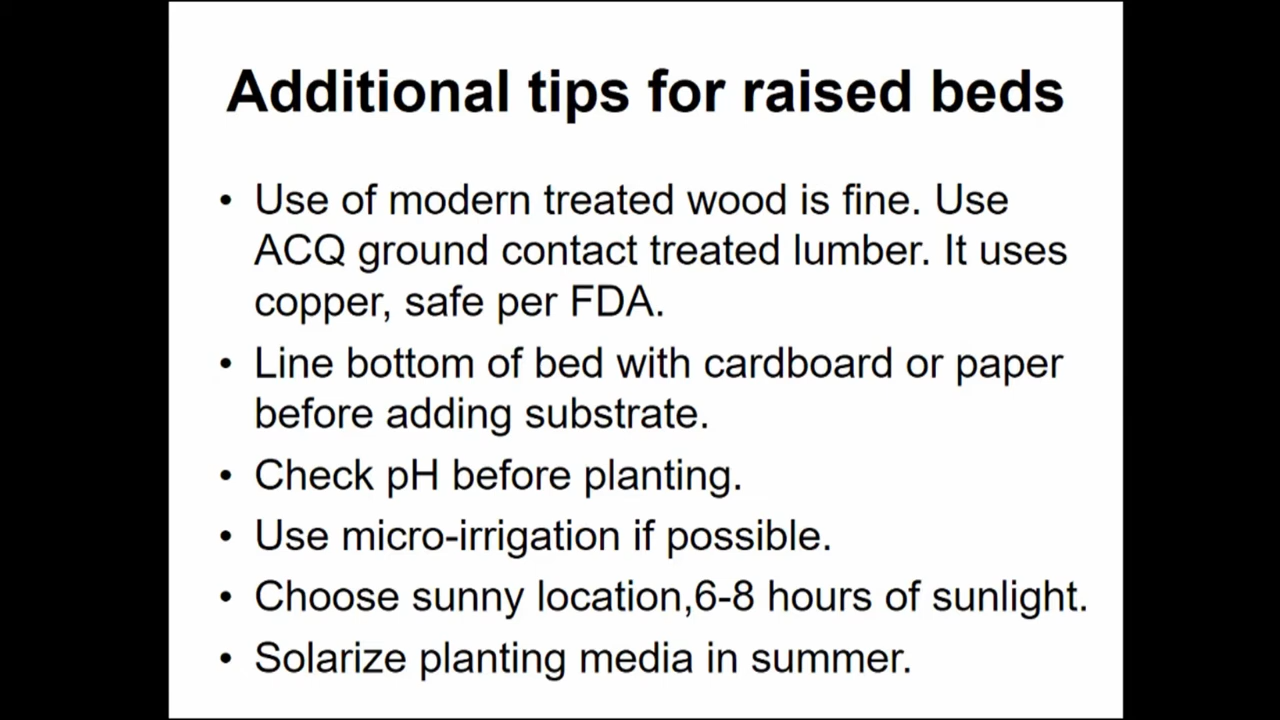 Additional tips for raised beds
• Use of modern treated wood is fine. Use
ACQ ground contact treated lumber. It uses
copper, safe per FDA.
• Line bottom of bed with cardboard or paper
before adding substrate.
• Check pH before planting.
• Use micro-irrigation if possible.
• Choose sunny location,6-8 hours of sunlight.
• Solarize planting media in summer.